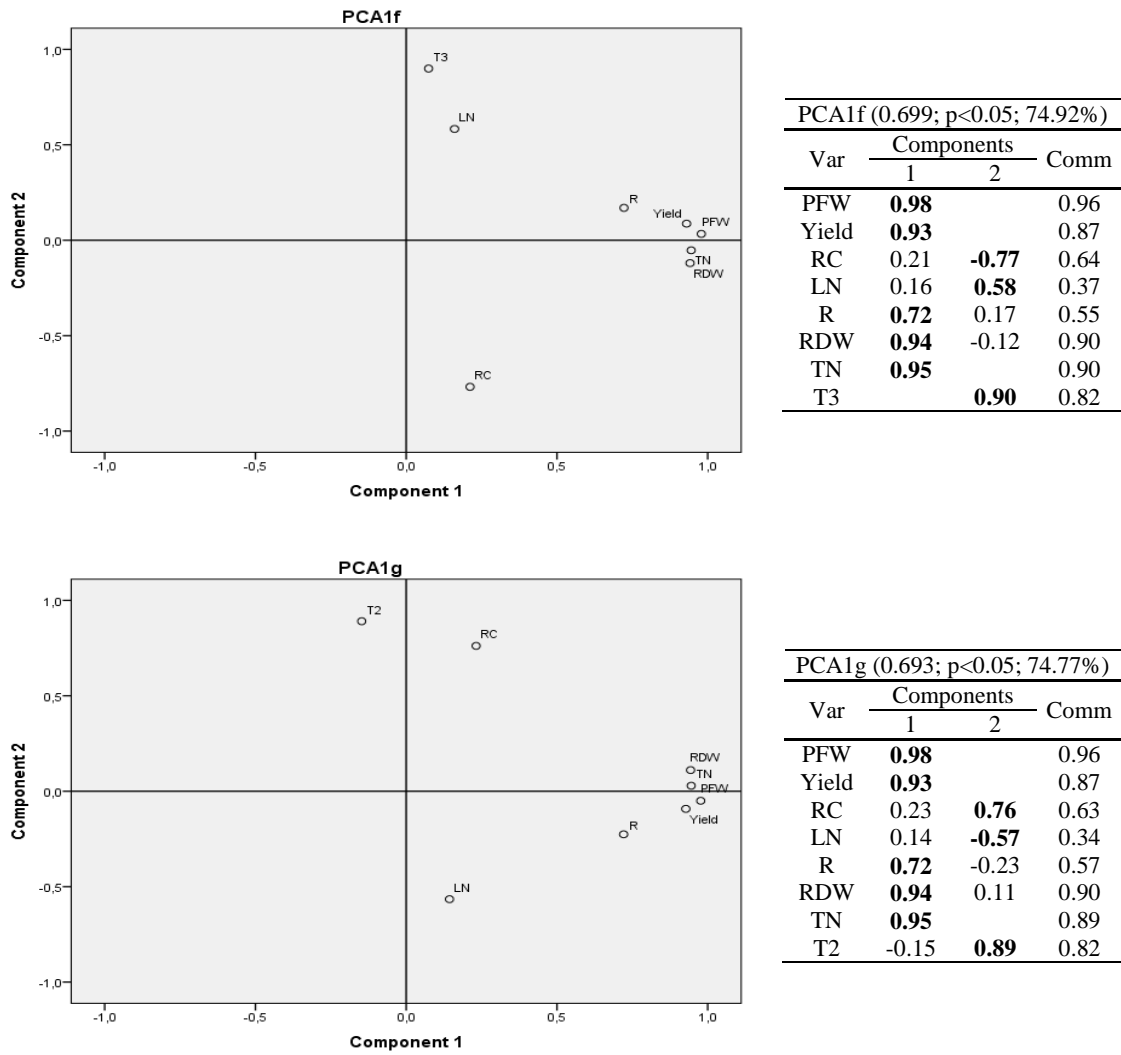 PCA1f
1,0
0,5
0,0
-0,5
-1,0
Component 2
T3
LN
R
Yield
PFW
TN
RDW
RC
-1,0 -0,5 0,0 0,5 1,0
Component 1
PCA1f (0.699; p<0.05; 74.92%)
Var Components Comm
1 2
PFW 0.98 0.96
Yield 0.93 0.87
RC 0.21 -0.77 0.64
LN 0.16 0.58 0.37
R 0.72 0.17 0.55
RDW 0.94 -0.12 0.90
TN 0.95 0.90
T3 0.90 0.82
PCA1g
1,0
0,5
0,0
-0,5
-1,0
Component 2
T2
RC
RDW
TN
PFW
Yield
R
LN
-1,0 -0,5 0,0 0,5 1,0
Component 1
PCA1g (0.693; p<0.05; 74.77%)
Var Components Comm
1 2
PFW 0.98 0.96
Yield 0.93 0.87
RC 0.23 0.76 0.63
LN 0.14 -0.57 0.34
R 0.72 -0.23 0.57
RDW 0.94 0.11 0.90
TN 0.95 0.89
T2 -0.15 0.89 0.82